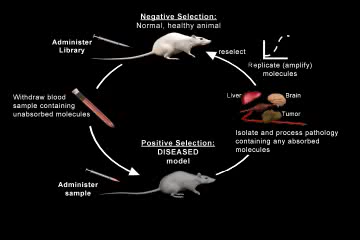 Negative Selection:
Normal, healthy animal
Administer
Library
reselect
Replicate (amplify)
molecules
Withdraw blood
sample containing
unabsorbed molecules
Liver
Brain
Tumor
Isolate and process pathology
containing any absorbed
molecules
Positive Selection:
DISEASED
model
Administer
sample